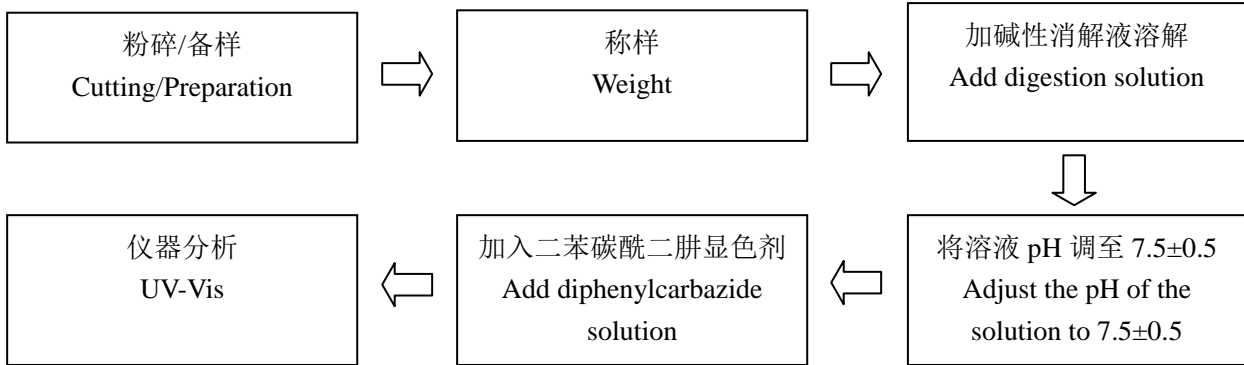 粉碎/备样
Cutting/Preparation
称样
Weight
加碱性消解液溶解
Add digestion solution
将溶液 pH 调至 7.5±0.5
Adjust the pH of the
solution to 7.5±0.5
加入二苯碳酰二肼显色剂
Add diphenylcarbazide
solution
仪器分析
UV-Vis